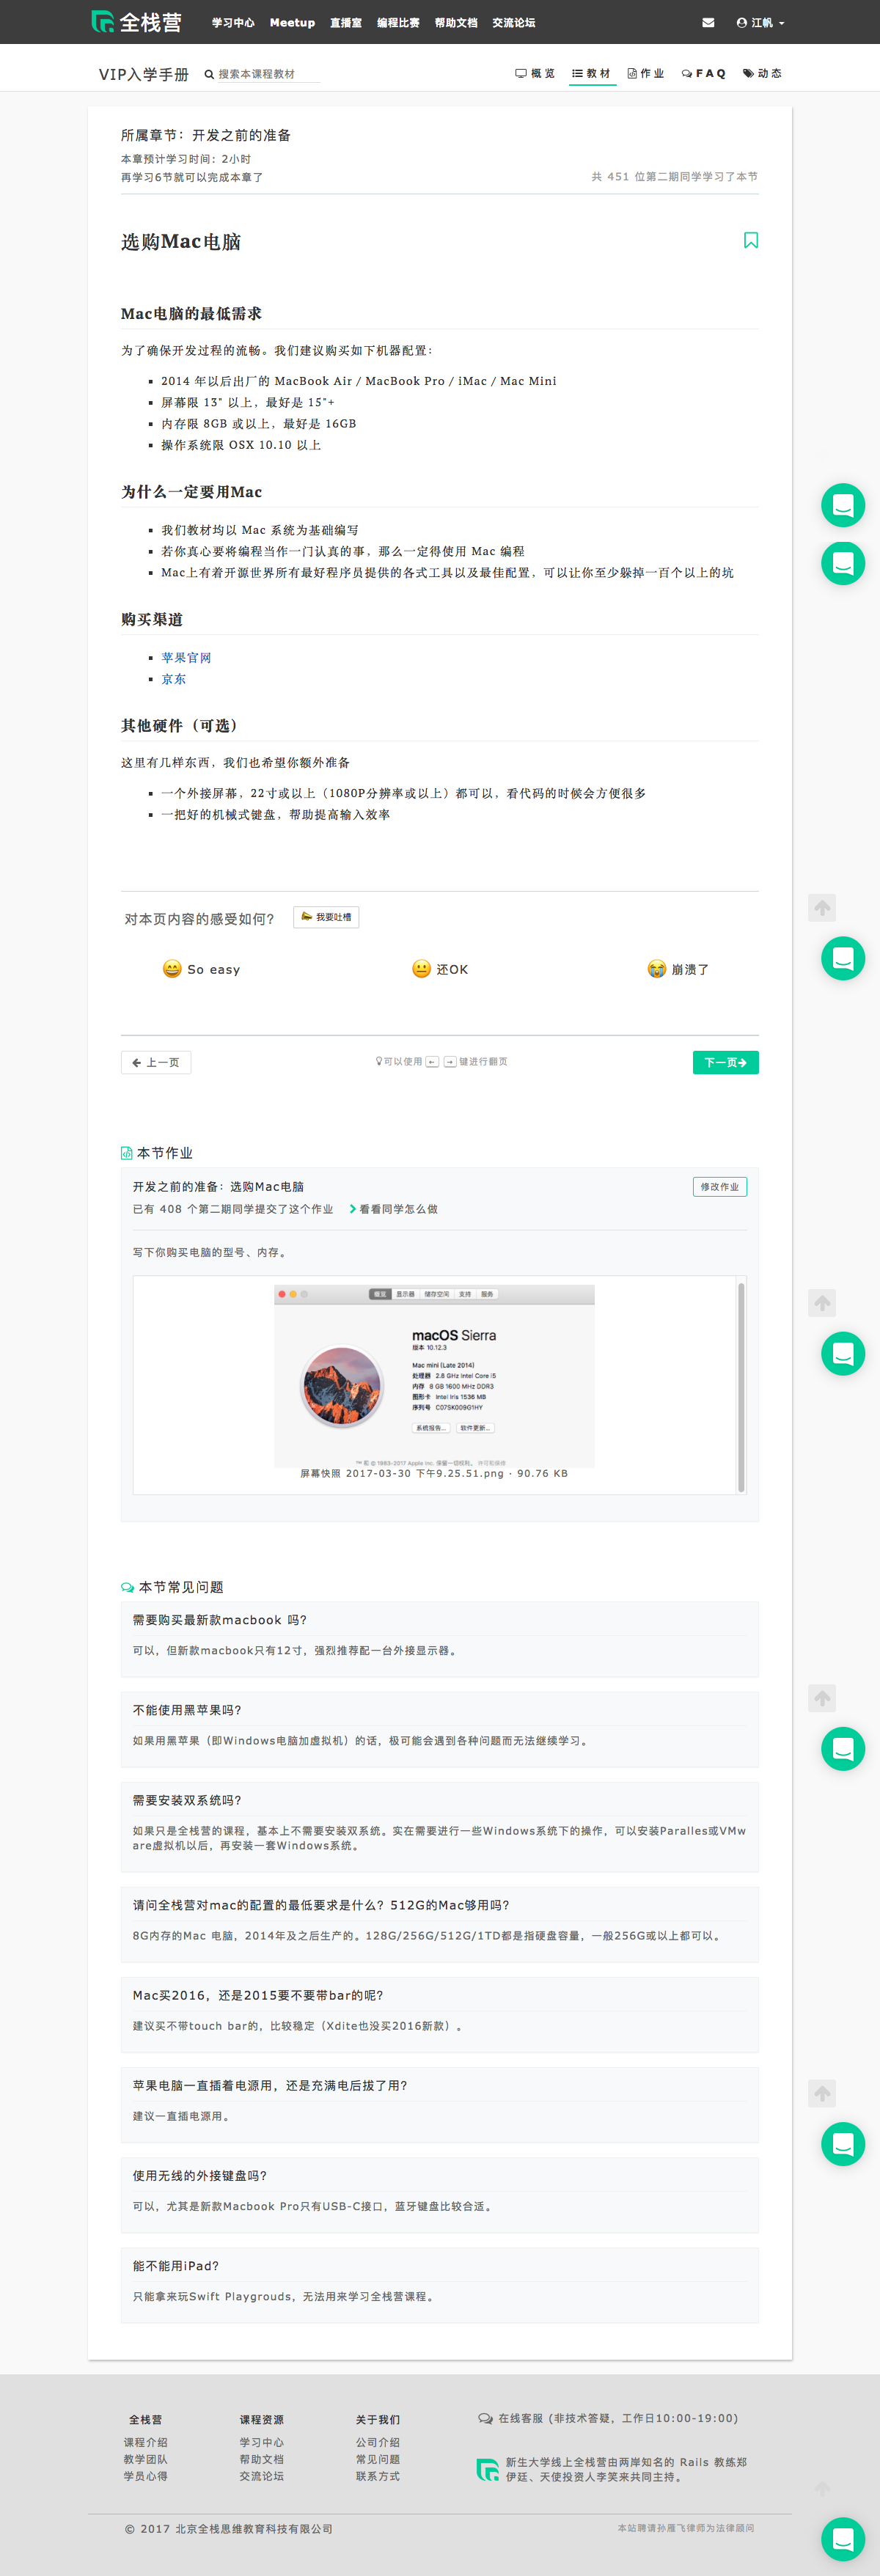 全栈营 学习中心 Meetup 直播室 编程比赛 帮助文档 交流论坛 江帆
VIP入学手册 搜索本课程教材 概览 教材 作业 FAQ 动态
所属章节：开发之前的准备
本章预计学习时间：2小时
再学习6节就可以完成本章了 共 451 位第二期同学学习了本节
选购Mac电脑
Mac电脑的最低需求
为了确保开发过程的流畅。我们建议购买如下机器配置：
2014 年以后出厂的 MacBook Air / MacBook Pro / iMac / Mac Mini
屏幕限 13" 以上，最好是 15"+
内存限 8GB 或以上，最好是 16GB
操作系统限 OSX 10.10 以上
为什么一定要用Mac
我们教材均以 Mac 系统为基础编写
若你真心要将编程当作一门认真的事，那么一定得使用 Mac 编程
Mac上有着开源世界所有最好程序员提供的各式工具以及最佳配置，可以让你至少躲掉一百个以上的坑
购买渠道
苹果官网
京东
其他硬件（可选）
这里有几样东西，我们也希望你额外准备
一个外接屏幕，22寸或以上（1080P分辨率或以上）都可以，看代码的时候会方便很多
一把好的机械式键盘，帮助提高输入效率
对本页内容的感受如何？ 我要吐槽
So easy 还OK 崩溃了
← 上一页 可以使用 ← → 键进行翻页 下一页→
本节作业
开发之前的准备：选购Mac电脑 修改作业
已有 408 个第二期同学提交了这个作业 看看同学怎么做
写下你购买电脑的型号、内存。
概览 显示器 储存空间 支持 服务
macOS Sierra
版本 10.12.3
Mac mini (Late 2014)
处理器 2.8 GHz Intel Core i5
内存 8 GB 1600 MHz DDR3
图形卡 Intel Iris 1536 MB
序列号 C07SK009G1HY
系统报告... 软件更新...
™ 和 © 1983-2017 Apple Inc. 保留一切权利。 许可和保修
屏幕快照 2017-03-30 下午9.25.51.png · 90.76 KB
本节常见问题
需要购买最新款macbook 吗？
可以，但新款macbook只有12寸，强烈推荐配一台外接显示器。
不能使用黑苹果吗？
如果用黑苹果（即Windows电脑加虚拟机）的话，极可能会遇到各种问题而无法继续学习。
需要安装双系统吗？
如果只是全栈营的课程，基本上不需要安装双系统。实在需要进行一些Windows系统下的操作，可以安装Paralles或VMw
are虚拟机以后，再安装一套Windows系统。
请问全栈营对mac的配置的最低要求是什么？512G的Mac够用吗？
8G内存的Mac 电脑，2014年及之后生产的。128G/256G/512G/1TD都是指硬盘容量，一般256G或以上都可以。
Mac买2016，还是2015要不要带bar的呢？
建议买不带touch bar的，比较稳定（Xdite也没买2016新款）。
苹果电脑一直插着电源用，还是充满电后拔了用？
建议一直插电源用。
使用无线的外接键盘吗？
可以，尤其是新款Macbook Pro只有USB-C接口，蓝牙键盘比较合适。
能不能用iPad？
只能拿来玩Swift Playgrouds，无法用来学习全栈营课程。
全栈营 课程资源 关于我们 在线客服 (非技术答疑，工作日10:00-19:00)
课程介绍 学习中心 公司介绍
教学团队 帮助文档 常见问题 新生大学线上全栈营由两岸知名的 Rails 教练郑
学员心得 交流论坛 联系方式 伊廷、天使投资人李笑来共同主持。
© 2017 北京全栈思维教育科技有限公司 本站聘请孙雁飞律师为法律顾问